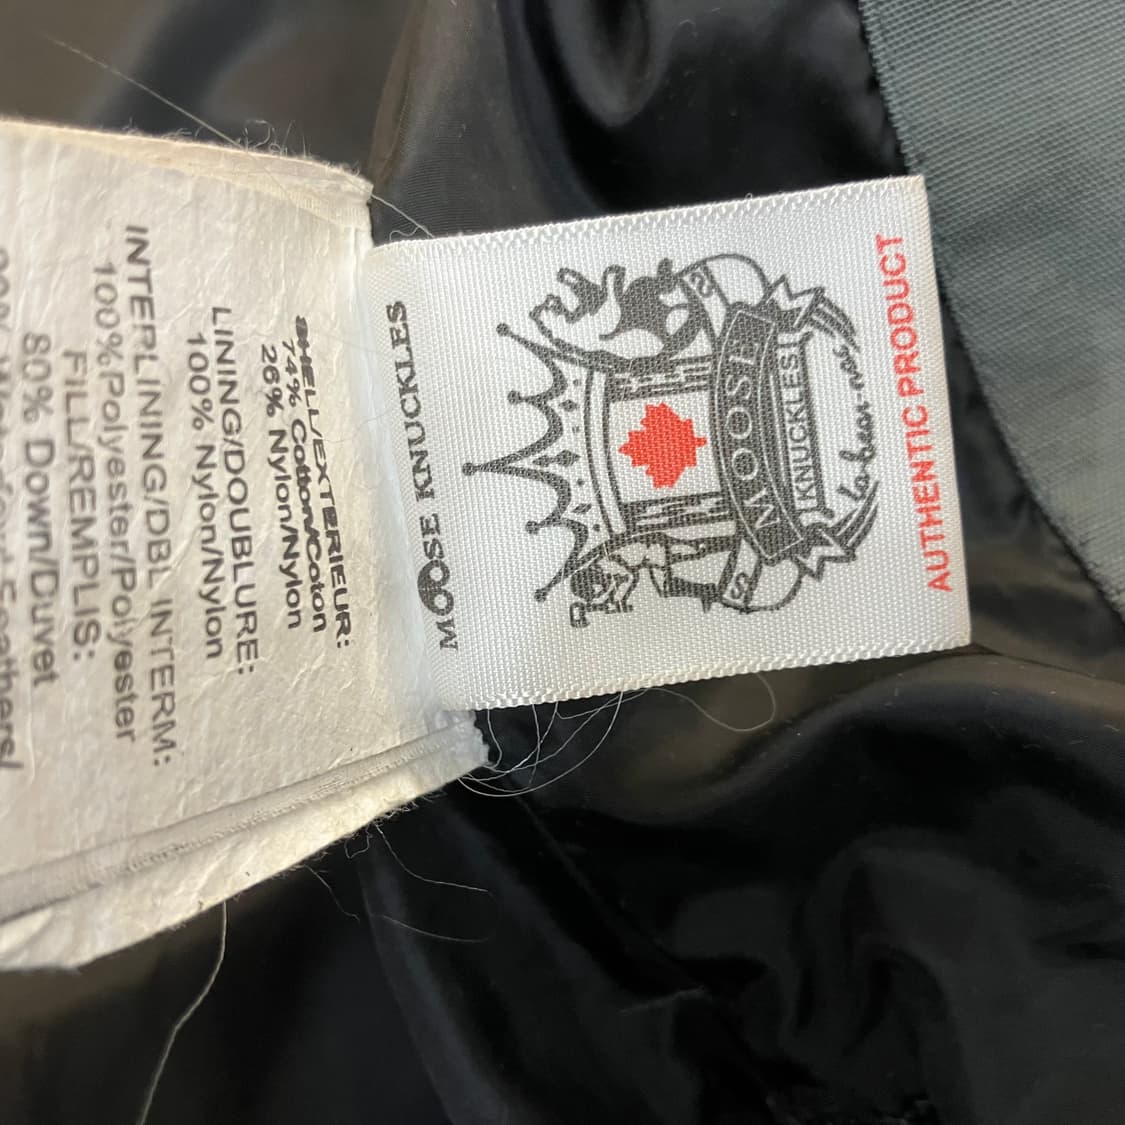 MOOSE KNUCKLES
MOOSE
KNUCKLES
AUTHENTIC PRODUCT
SHELL/EXTERIEUR:
74% Cotton/Coton
26% Nylon/Nylon
LINING/DOUBLURE:
100% Nylon/Nylon
INTERLINING/DBL INTERM:
100%Polyester/Polyester
FILL/REMPLIS:
80% Down/Duvet